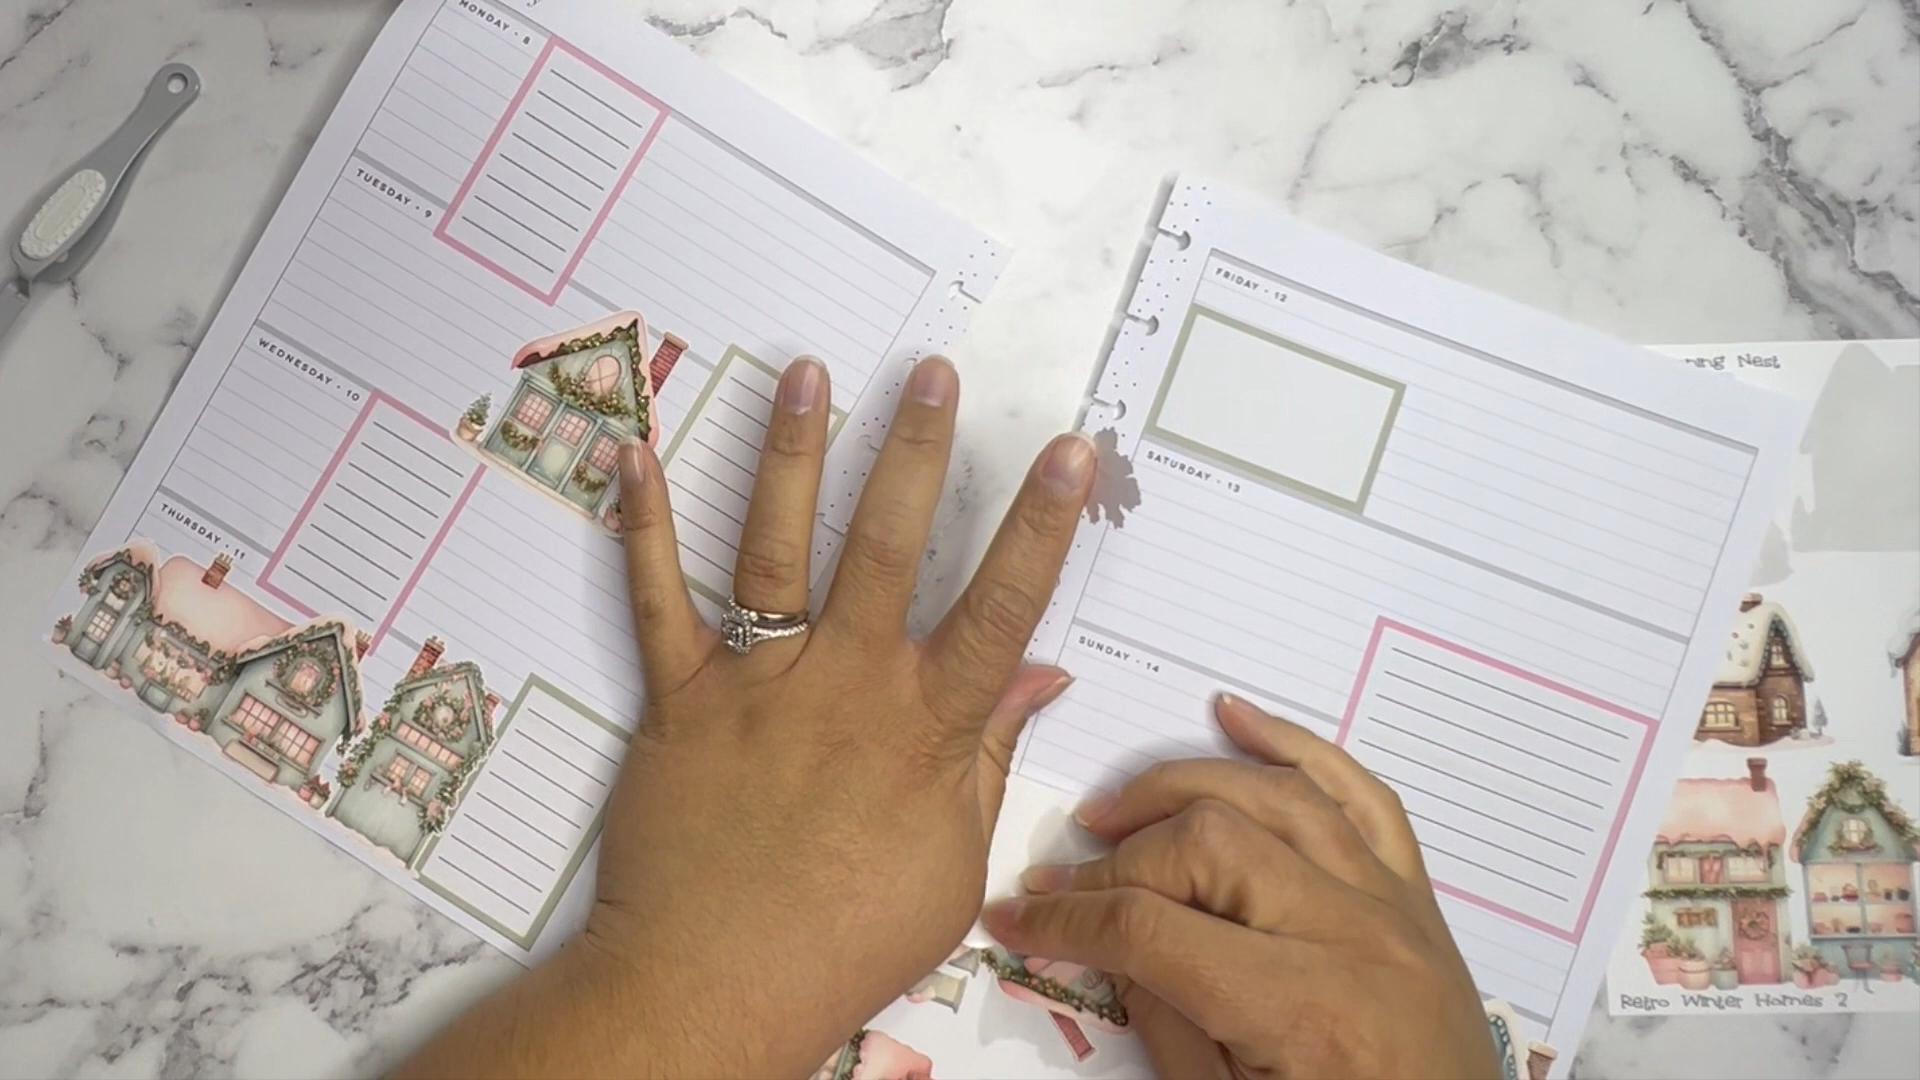 MONDAY • 8
TUESDAY • 9
WEDNESDAY • 10
THURSDAY • 11
FRIDAY • 12
SATURDAY • 13
SUNDAY • 14
Nest
Retro Winter Homes 2